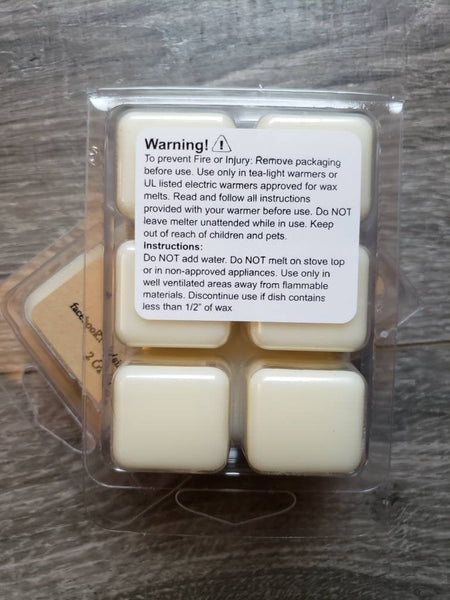 Warning!
To prevent Fire or Injury: Remove packaging
before use. Use only in tea-light warmers or
UL listed electric warmers approved for wax
melts. Read and follow all instructions
provided with your warmer before use. Do NOT
leave melter unattended while in use. Keep
out of reach of children and pets.
Instructions:
Do NOT add water. Do NOT melt on stove top
or in non-approved appliances. Use only in
well ventilated areas away from flammable
materials. Discontinue use if dish contains
less than 1/2" of wax
facebook
2